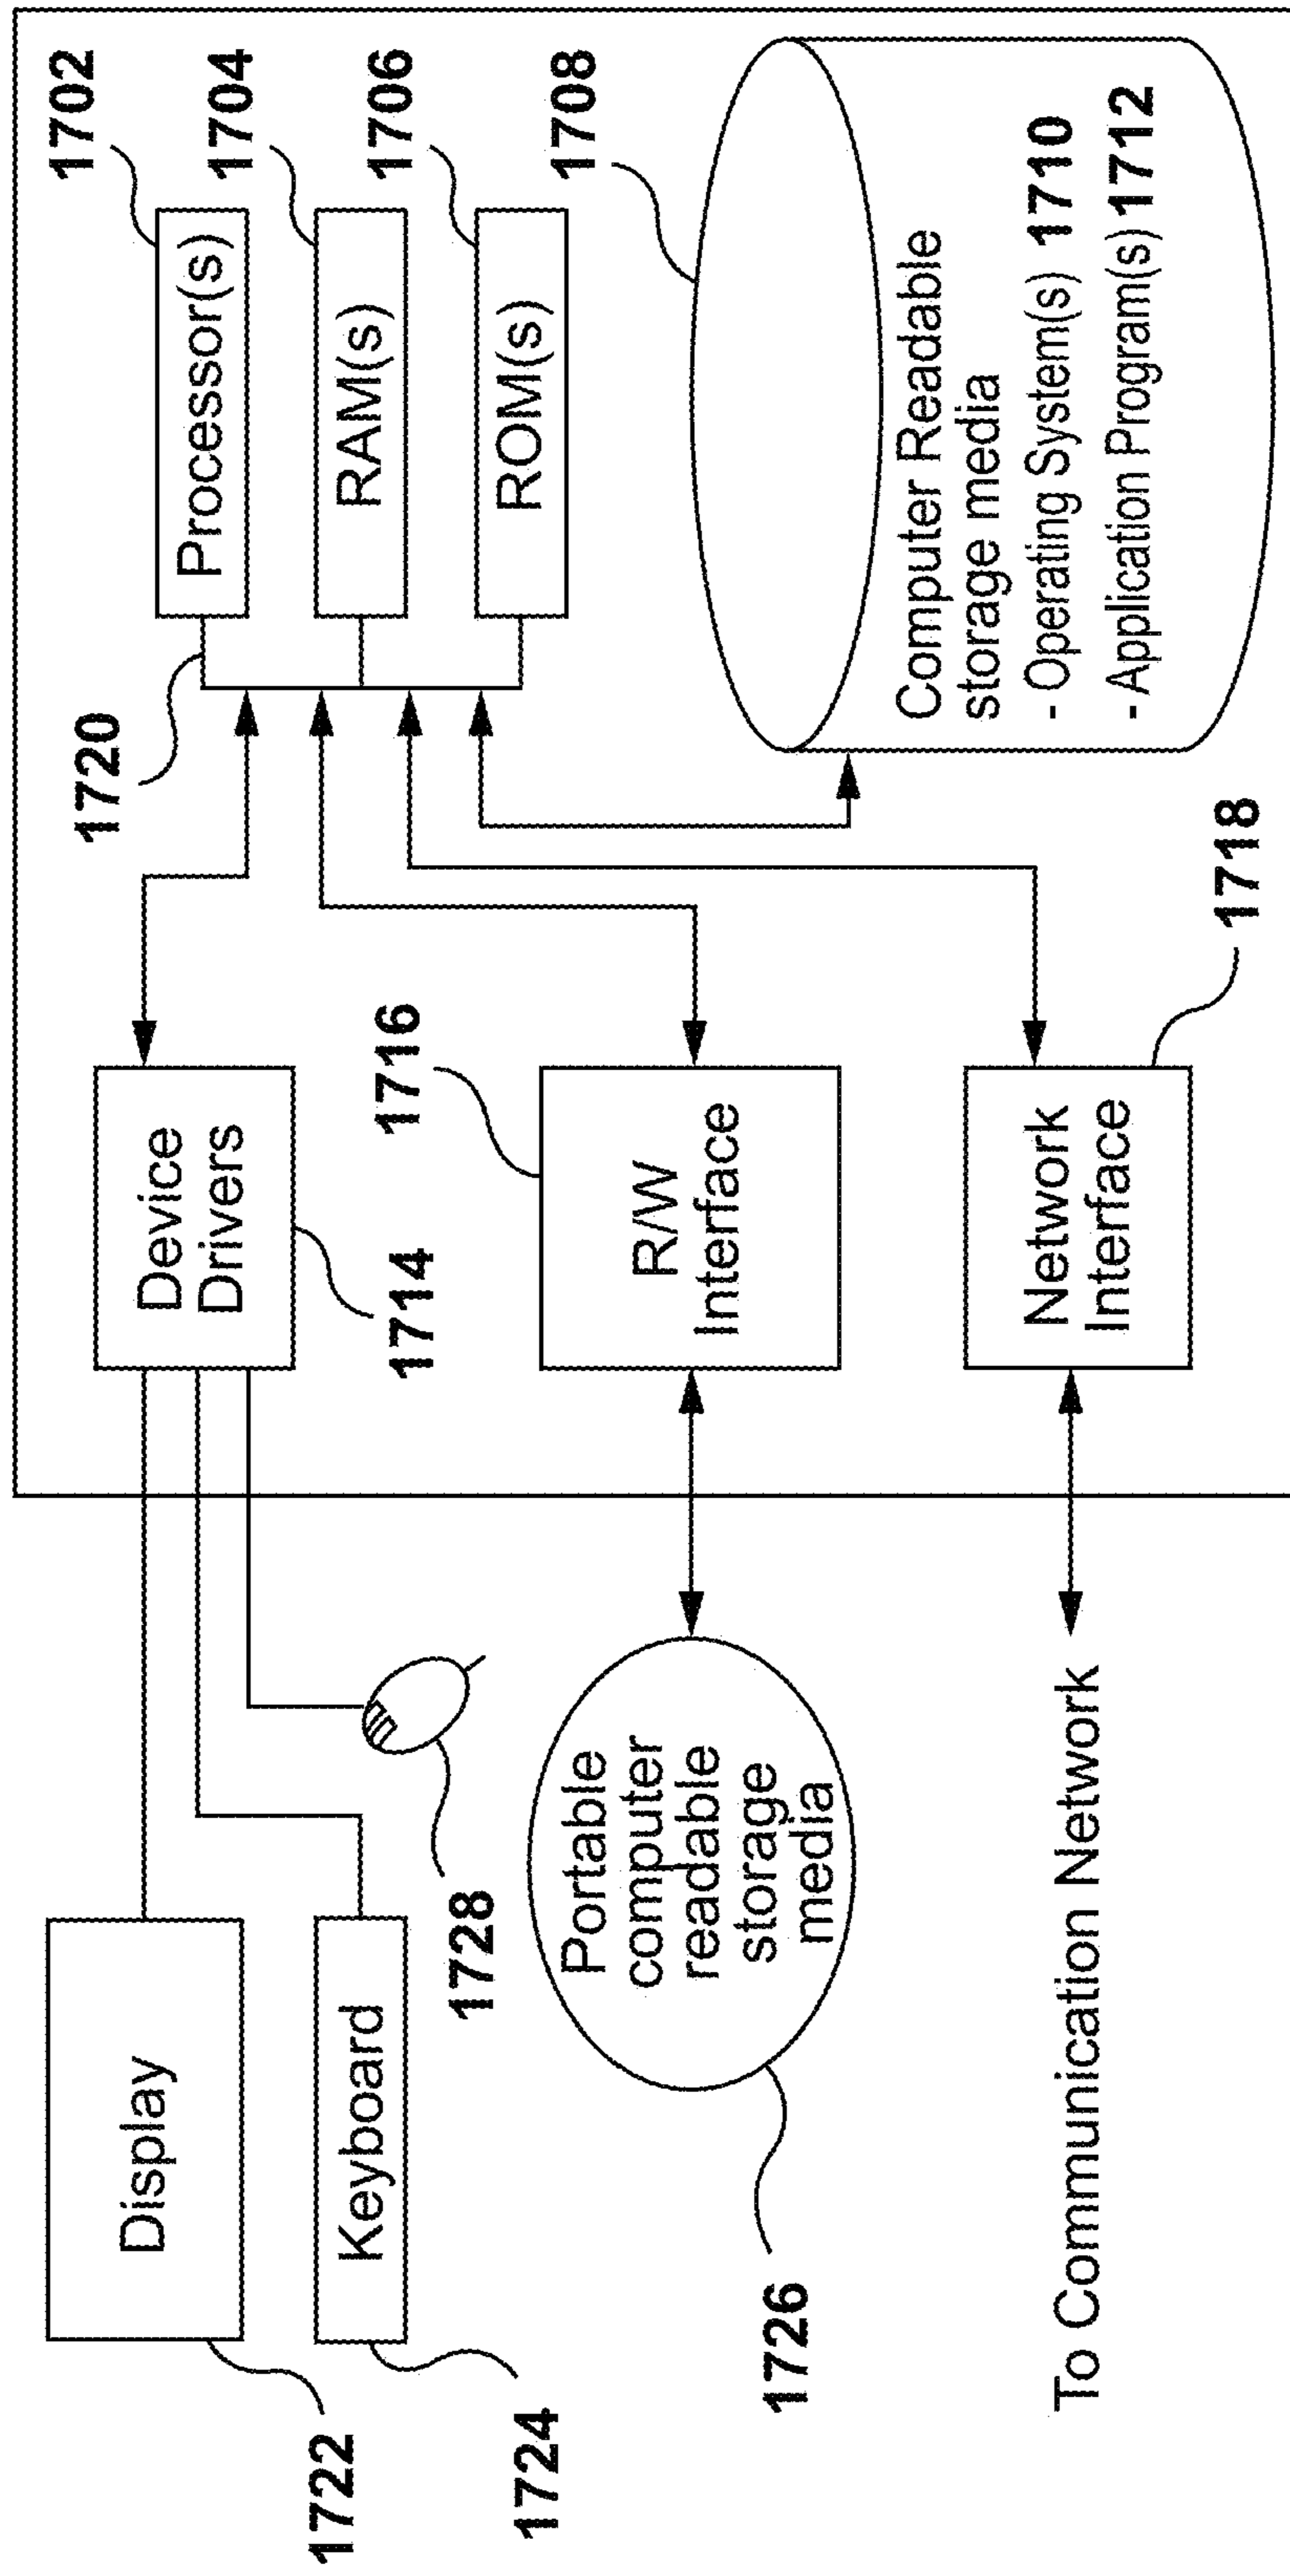 1702
Processor(s)
1704
RAM(s)
1706
ROM(s)
1708
Computer Readable
storage media
- Operating System(s) 1710
- Application Program(s) 1712
1720
Device
Drivers
1714
1716
R/W
Interface
Network
Interface
1718
Display
1722
Keyboard
1724
1728
Portable
computer
readable
storage
media
1726
To Communication Network